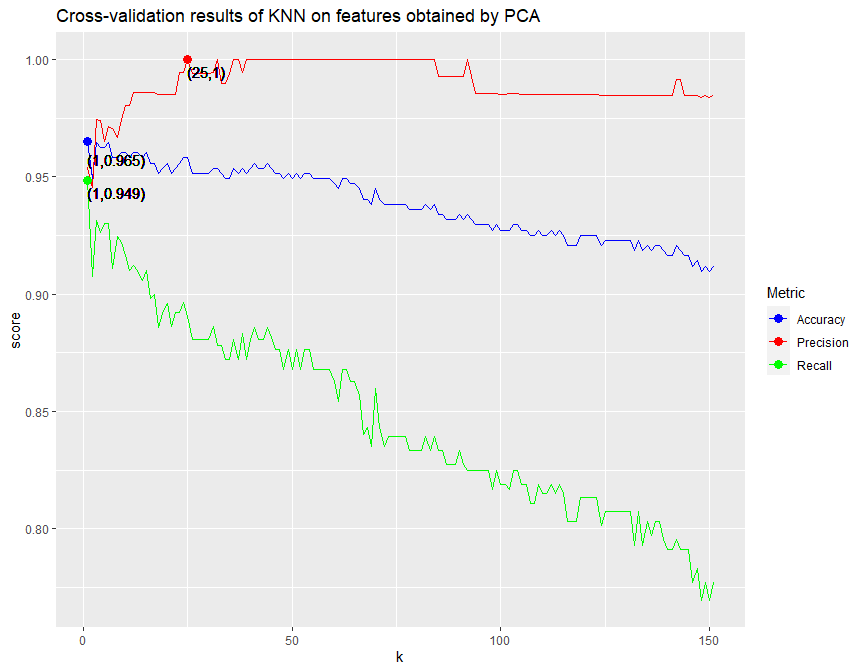 Cross-validation results of KNN on features obtained by PCA
1.00
(25,1)
(1,0.965)
0.95
(1,0.949)
0.90
0.85
0.80
score
0
50
100
150
k
Metric
Accuracy
Precision
Recall